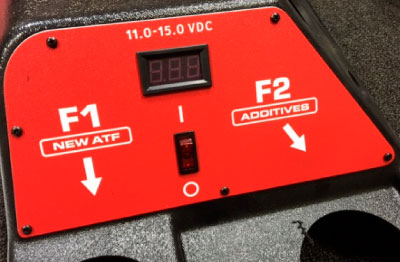 11.0-15.0 VDC
F1
NEW ATF
F2
ADDITIVES